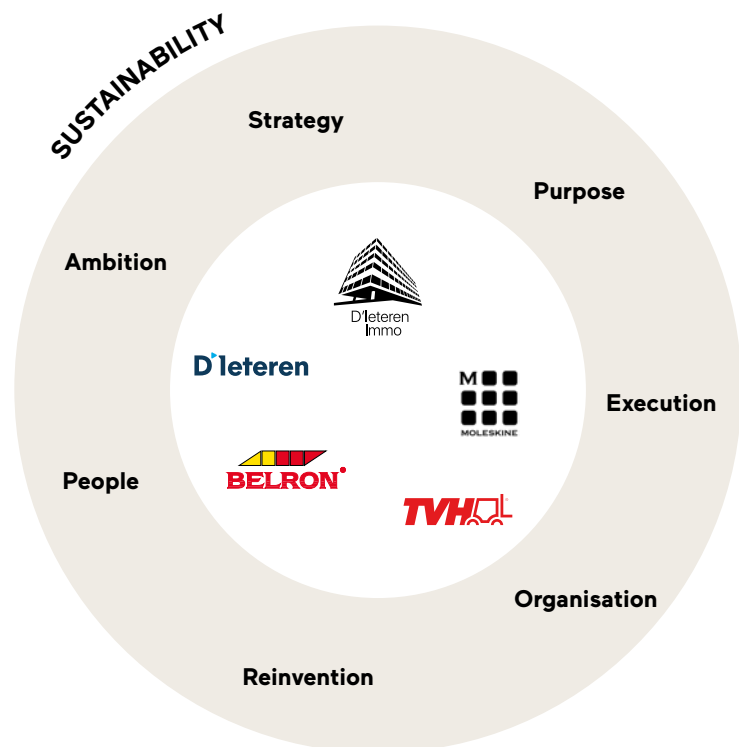 SUSTAINABILITY
Strategy
Purpose
Ambition
D'Ieteren
Immo
D'Ieteren
M
MOLESKINE
Execution
People
BELRON
TVH
Organisation
Reinvention